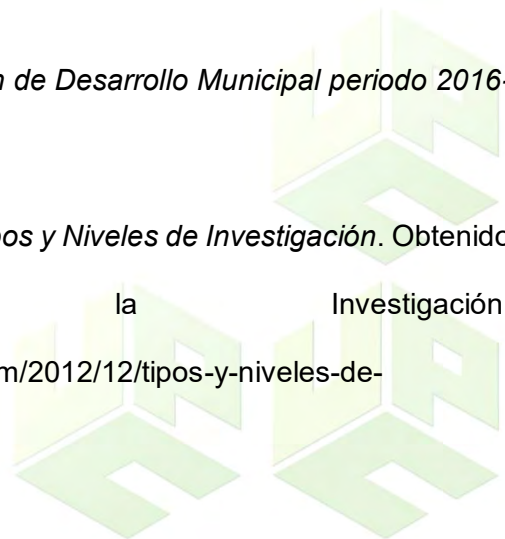 n de Desarrollo Municipal periodo 2016-
pos y Niveles de Investigación. Obtenido
la Investigación
m/2012/12/tipos-y-niveles-de-